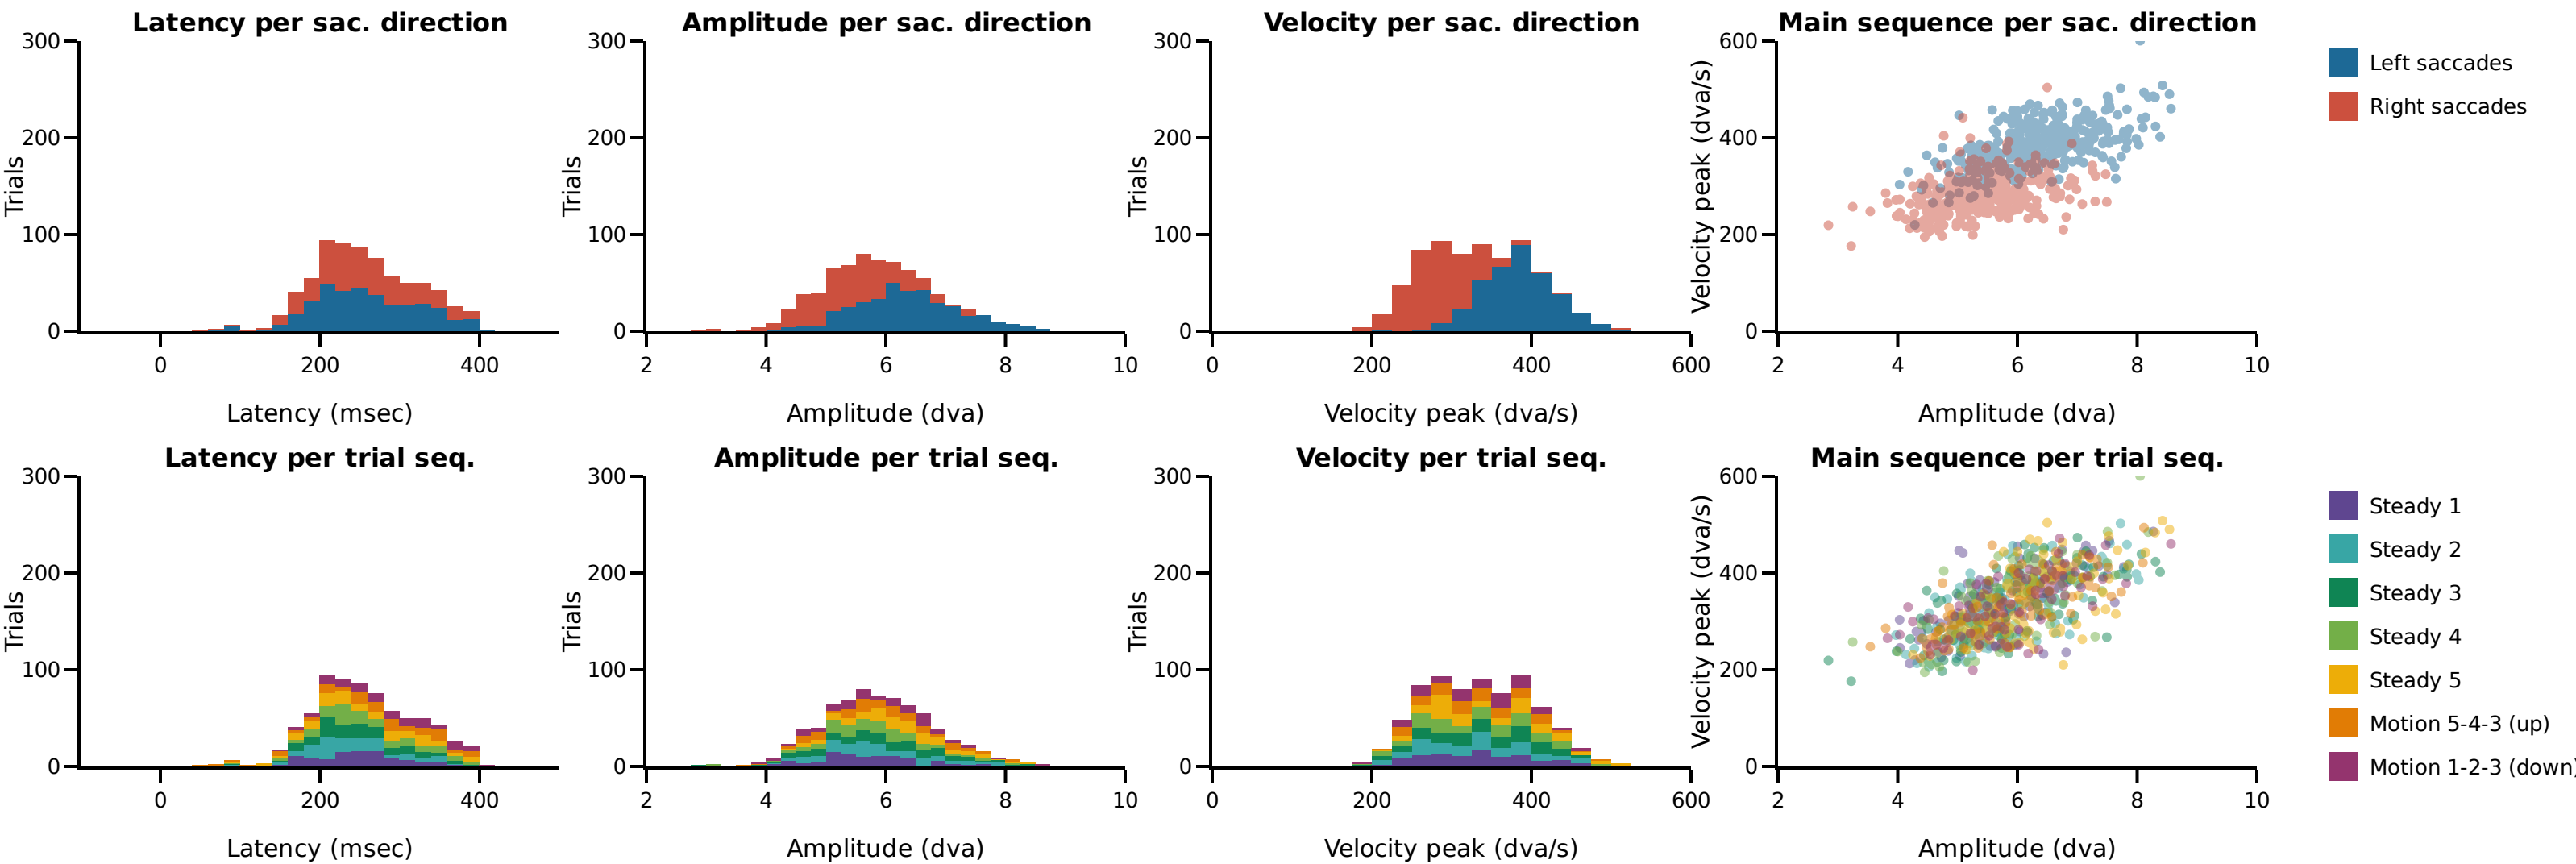 Latency per sac. direction
Amplitude per sac. direction
Velocity per sac. direction
Main sequence per sac. direction
300
200
100
0
Trials
0
200
400
Latency (msec)
300
200
100
0
Trials
2
4
6
8
10
Amplitude (dva)
300
200
100
0
Trials
0
200
400
600
Velocity peak (dva/s)
600
400
200
0
Velocity peak (dva/s)
2
4
6
8
10
Amplitude (dva)
Left saccades
Right saccades
Latency per trial seq.
Amplitude per trial seq.
Velocity per trial seq.
Main sequence per trial seq.
300
200
100
0
Trials
0
200
400
Latency (msec)
300
200
100
0
Trials
2
4
6
8
10
Amplitude (dva)
300
200
100
0
Trials
0
200
400
600
Velocity peak (dva/s)
600
400
200
0
Velocity peak (dva/s)
2
4
6
8
10
Amplitude (dva)
Steady 1
Steady 2
Steady 3
Steady 4
Steady 5
Motion 5-4-3 (up)
Motion 1-2-3 (down)